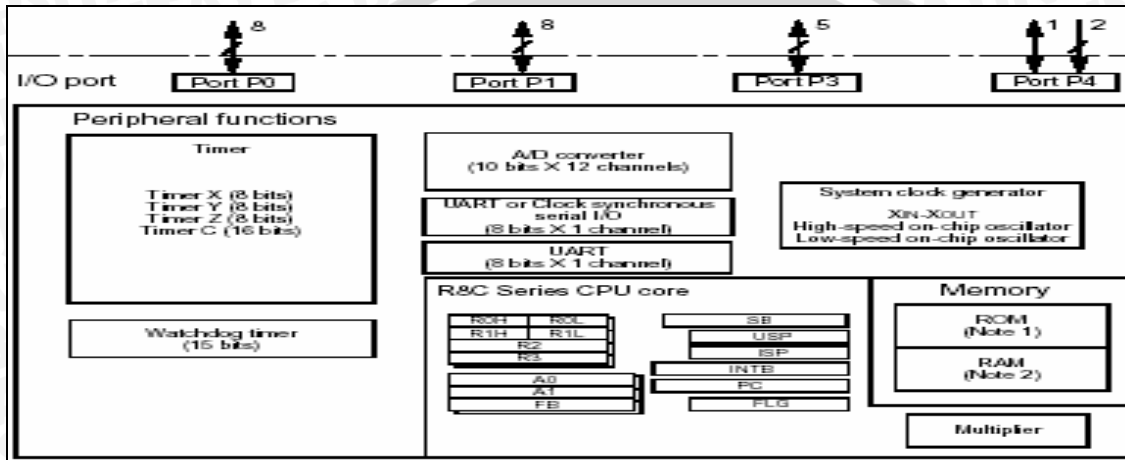 8
8
5
1
2
I/O port
Port P0
Port P1
Port P3
Port P4
Peripheral functions
Timer
Timer X (8 bits)
Timer Y (8 bits)
Timer Z (8 bits)
Timer C (16 bits)
Watchdog timer
(15 bits)
A/D converter
(10 bits X 12 channels)
UART or Clock synchronous
serial I/O
(8 bits X 1 channel)
UART
(8 bits X 1 channel)
System clock generator
XIN-XOUT
High-speed on-chip oscillator
Low-speed on-chip oscillator
R8C Series CPU core
R0H
R0L
R1H
R1L
R2
R3
A0
A1
FB
SB
USP
ISP
INTB
PC
FLG
Memory
ROM
(Note 1)
RAM
(Note 2)
Multiplier